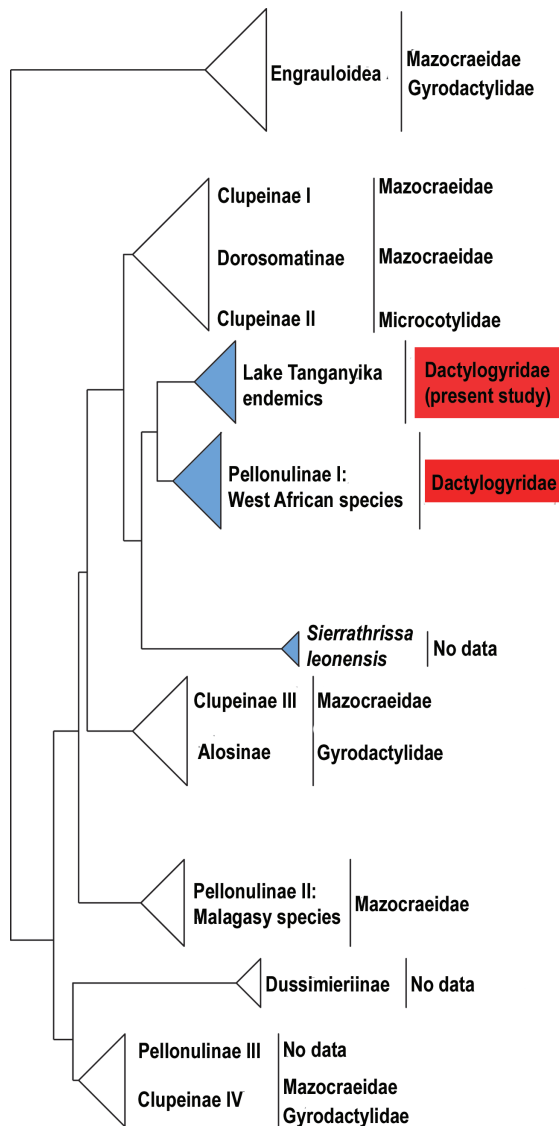 Engrauloidea
Mazocraeidae
Gyrodactylidae
Clupeinae I
Mazocraeidae
Dorosomatinae
Mazocraeidae
Clupeinae II
Microcotylidae
Lake Tanganyika
endemics
Dactylogyridae
(present study)
Pellonulinae I:
West African species
Dactylogyridae
Sierrathrissa
leonensis
No data
Clupeinae III
Mazocraeidae
Alosinae
Gyrodactylidae
Pellonulinae II:
Malagasy species
Mazocraeidae
Dussimieriinae
No data
Pellonulinae III
No data
Clupeinae IV
Mazocraeidae
Gyrodactylidae